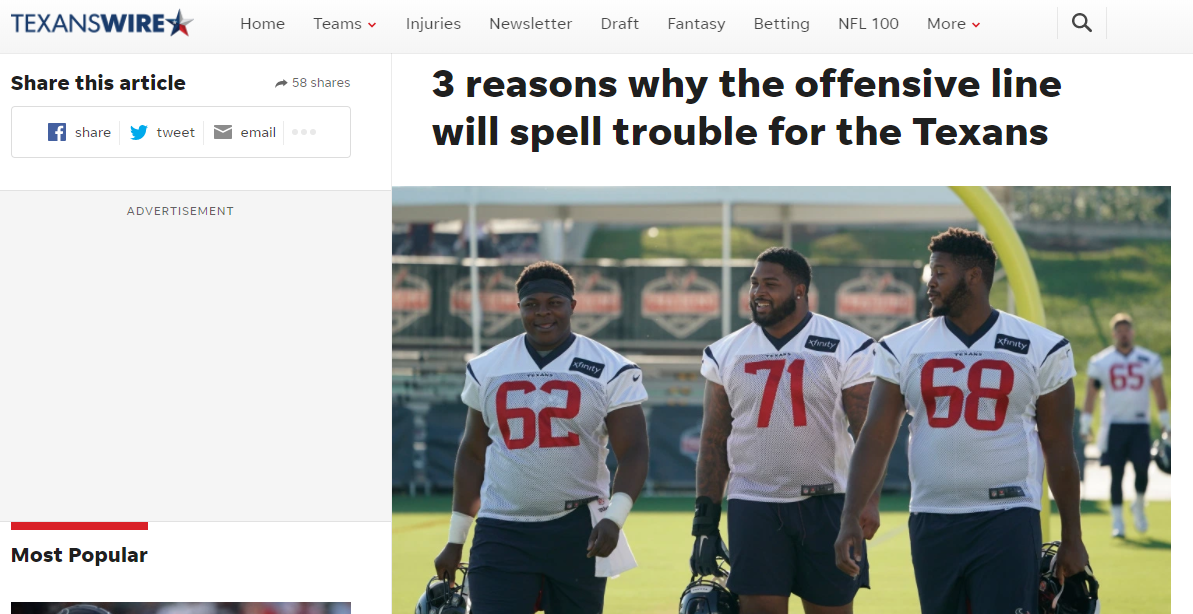 TEXANSWIRE
Home Teams Injuries Newsletter Draft Fantasy Betting NFL 100 More
Share this article
58 shares
share tweet email
ADVERTISEMENT
Most Popular
3 reasons why the offensive line
will spell trouble for the Texans
xfinity
xfinity
xfinity
TEXANS
TEXANS
TEXANS
62
71
68
65